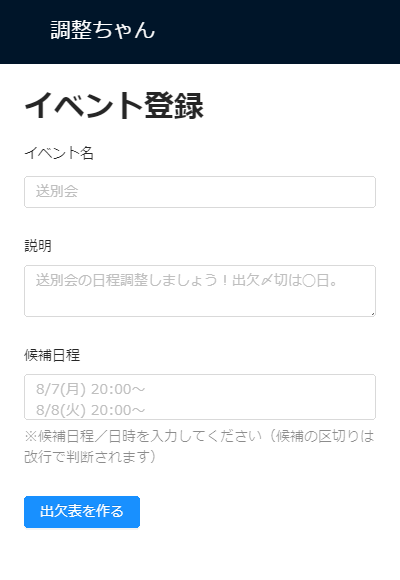 調整ちゃん
イベント登録
イベント名
送別会
説明
送別会の日程調整しましょう！出欠〆切は◯日。
候補日程
8/7(月) 20:00〜
8/8(火) 20:00〜
※候補日程／日時を入力してください（候補の区切りは
改行で判断されます）
出欠表を作る